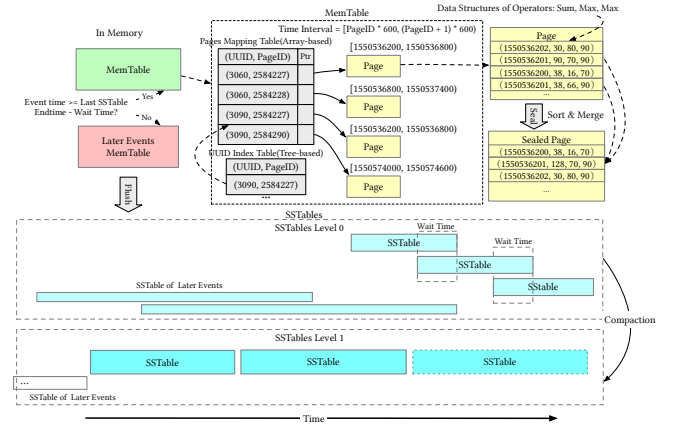 MemTable
Data Structures of Operators: Sum, Max, Max
In Memory
Time Interval = [PageID * 600, (PageID + 1) * 600)
Pages Mapping Table(Array-based)
(UUID, PageID) Ptr
(3060, 2584227)
(3060, 2584228)
(3090, 2584227)
(3090, 2584290)
UUID Index Table(Tree-based)
(UUID, PageID)
(3090, 2584227)
...
[1550536200, 1550536800)
Page
[1550536800, 1550537400)
Page
[1550536200, 1550536800)
Page
[1550574000, 1550574600)
Page
Page
(1550536202, 30, 80, 90)
(1550536201, 90, 70, 90)
(1550536200, 38, 16, 70)
(1550536201, 38, 66, 90)
...
Seal
Sort & Merge
Sealed Page
(1550536200, 38, 16, 70)
(1550536201, 128, 70, 90)
(1550536202, 30, 80, 90)
...
MemTable
Yes
Event time >= Last SSTable
Endtime - Wait Time?
No
Later Events
MemTable
Flush
SSTables
SSTables Level 0
Wait Time
SSTable
Wait Time
SSTable
SStable
SSTable of Later Events
Compaction
SSTables Level 1
SSTable
SSTable
SSTable
...
SSTable of Later Events
Time